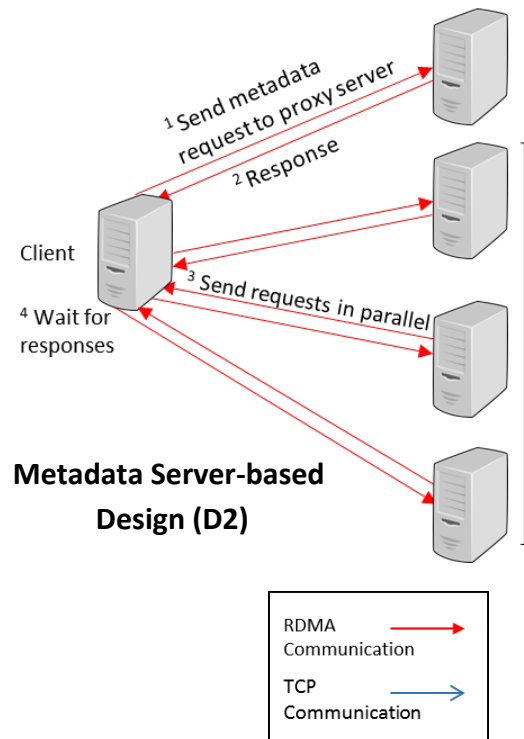 1 Send metadata
request to proxy server
2 Response
Client
3 Send requests in parallel
4 Wait for
responses
Metadata Server-based
Design (D2)
RDMA
Communication
TCP
Communication